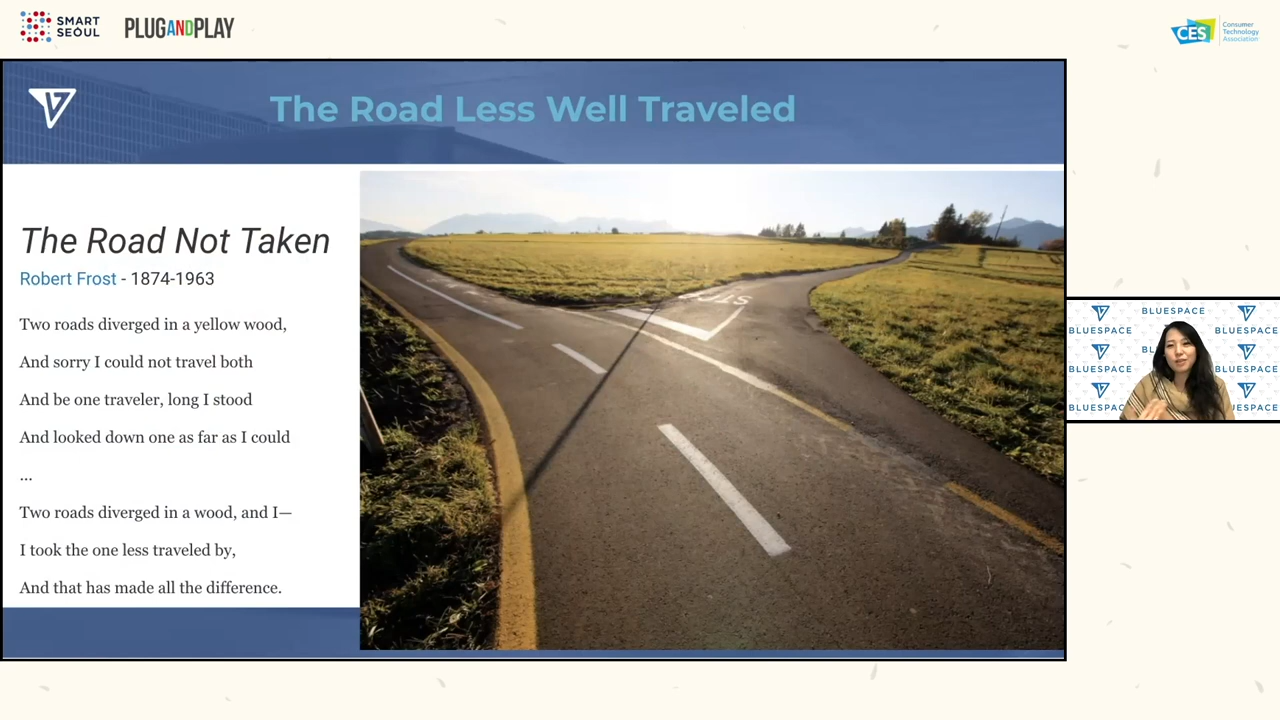 SMART
SEOUL
PLUGANDPLAY
CES
Consumer
Technology
Association
The Road Less Well Traveled
The Road Not Taken
Robert Frost - 1874-1963
Two roads diverged in a yellow wood,
And sorry I could not travel both
And be one traveler, long I stood
And looked down one as far as I could
...
Two roads diverged in a wood, and I—
I took the one less traveled by,
And that has made all the difference.
STOP
BLUESPACE
BLUESPACE
BLUESPACE
BLUESPACE
BLUESPACE
BLUESPAC
UESPACE